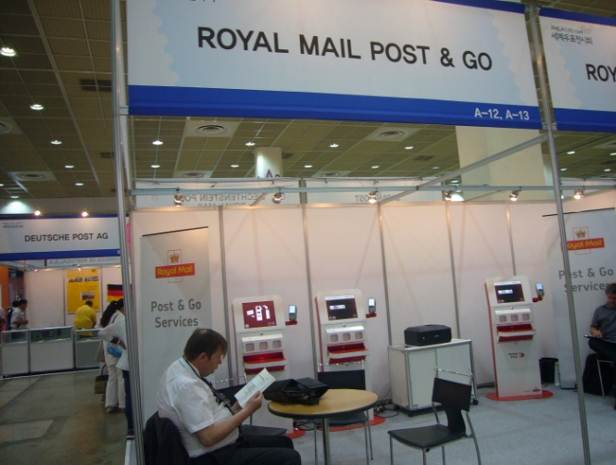 ROYAL MAIL POST & GO
A-12, A-13
ROY
DEUTSCHE POST AG
Royal Mail
Post & Go
Services
Royal Mail
Post & Go
Services